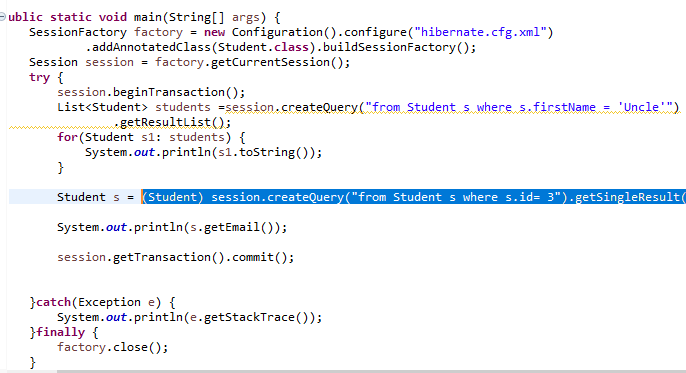 ublic static void main(String[] args) {
SessionFactory factory = new Configuration().configure("hibernate.cfg.xml")
.addAnnotatedClass(Student.class).buildSessionFactory();
Session session = factory.getCurrentSession();
try {
session.beginTransaction();
List<Student> students =session.createQuery("from Student s where s.firstName = 'Uncle'")
.getResultList();
for(Student s1: students) {
System.out.println(s1.toString());
}
Student s = (Student) session.createQuery("from Student s where s.id= 3").getSingleResult(
System.out.println(s.getEmail());
session.getTransaction().commit();
}catch(Exception e) {
System.out.println(e.getStackTrace());
}finally {
factory.close();
}